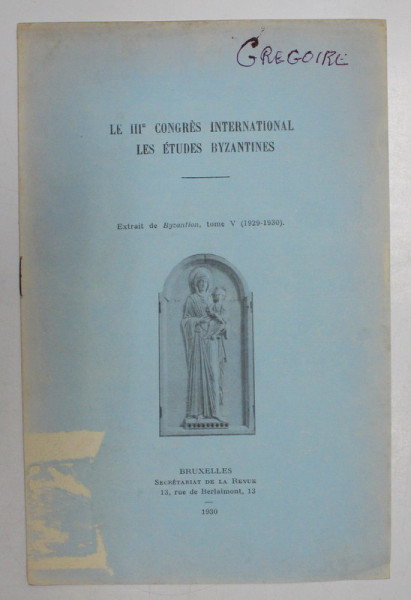 GREGOIRE
LE IIIe CONGRÈS INTERNATIONAL
LES ÉTUDES BYZANTINES
Extrait de Byzantion, tome V (1929-1930).
BRUXELLES
SECRÉTARIAT DE LA REVUE
13, rue de Berlaimont, 13
1930